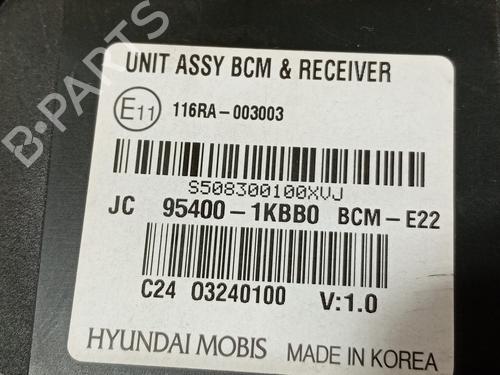 B-PARTS
UNIT ASSY BCM & RECEIVER
E11 116RA-003003
S508300100XVJ
JC 95400-1KBB0 BCM-E22
C24 03240100 V:1.0
HYUNDAI MOBIS MADE IN KOREA